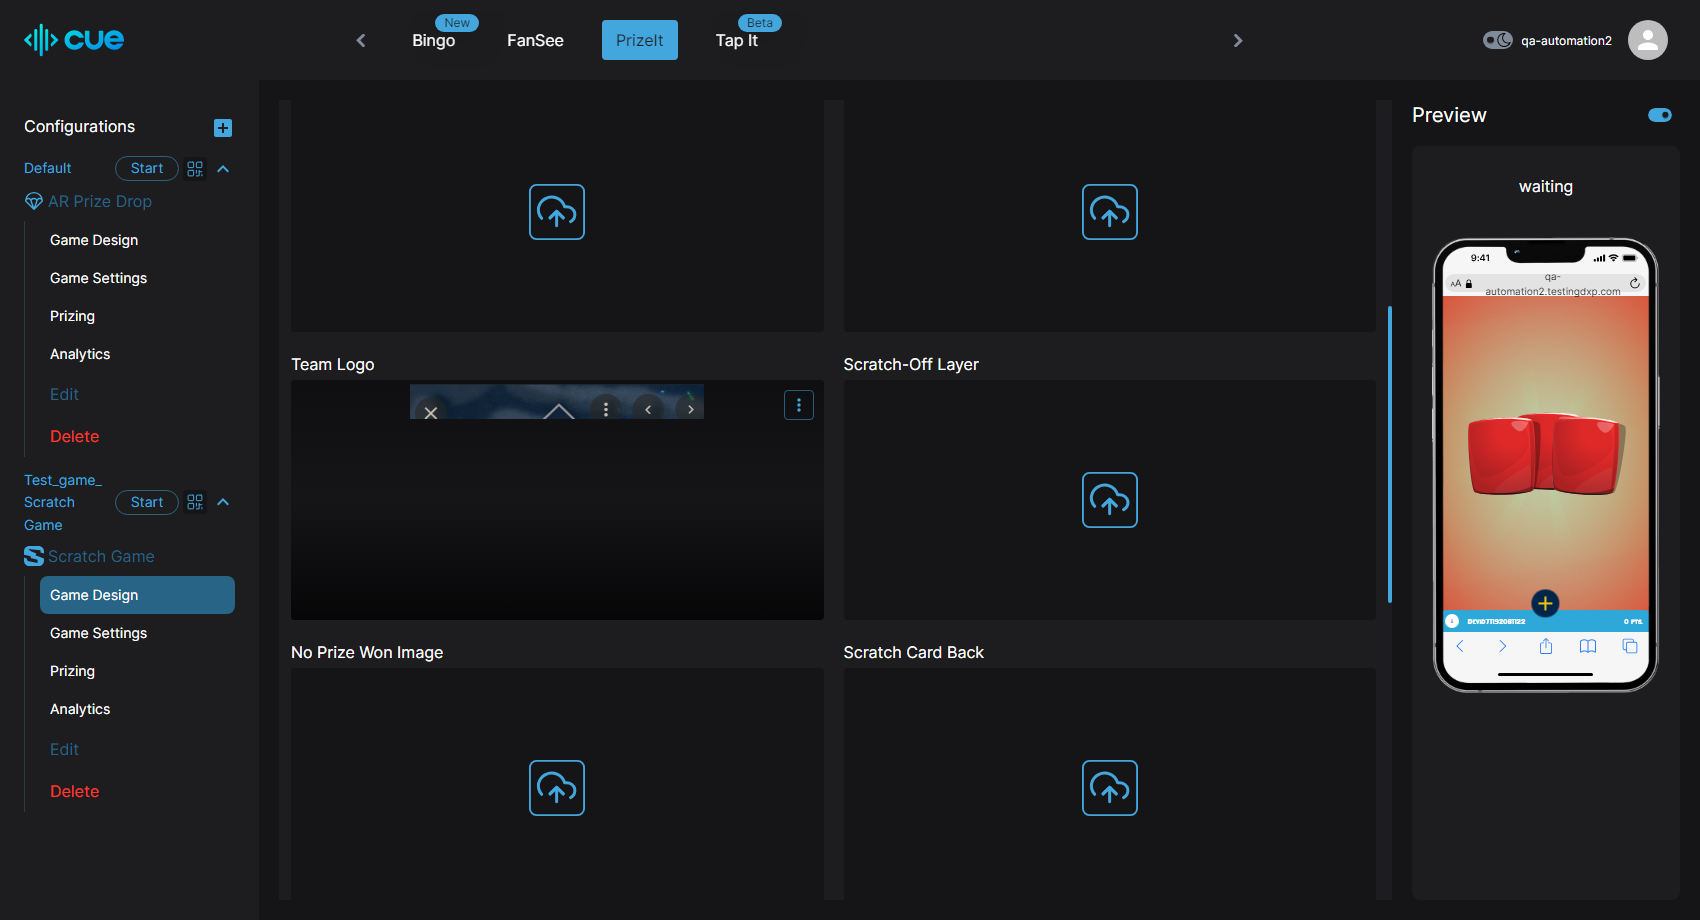 cue
New
Bingo
FanSee
PrizeIt
Beta
Tap It
qa-automation2
Configurations
Default
Start
AR Prize Drop
Game Design
Game Settings
Prizing
Analytics
Edit
Delete
Test_game_
Scratch
Game
Start
Scratch Game
Game Design
Game Settings
Prizing
Analytics
Edit
Delete
Team Logo
Scratch-Off Layer
No Prize Won Image
Scratch Card Back
Preview
waiting
9:41
AA
qa-
automation2.testingdxp.com
0 Pts.